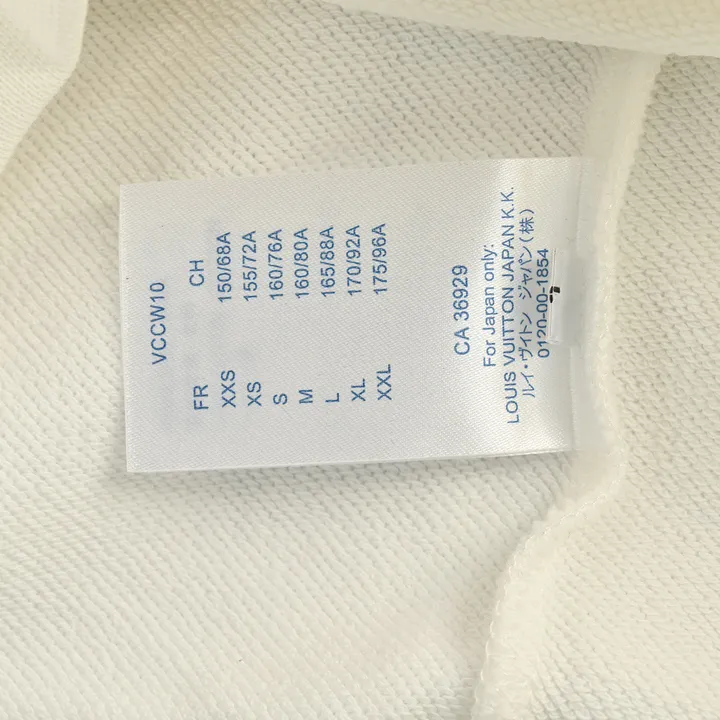 VCCW10
FR CH
XXS 150/68A
XS 155/72A
S 160/76A
M 160/80A
L 165/88A
XL 170/92A
XXL 175/96A
CA 36929
For Japan only:
LOUIS VUITTON JAPAN K.K.
ルイ・ヴィトン ジャパン(株)
0120-00-1854